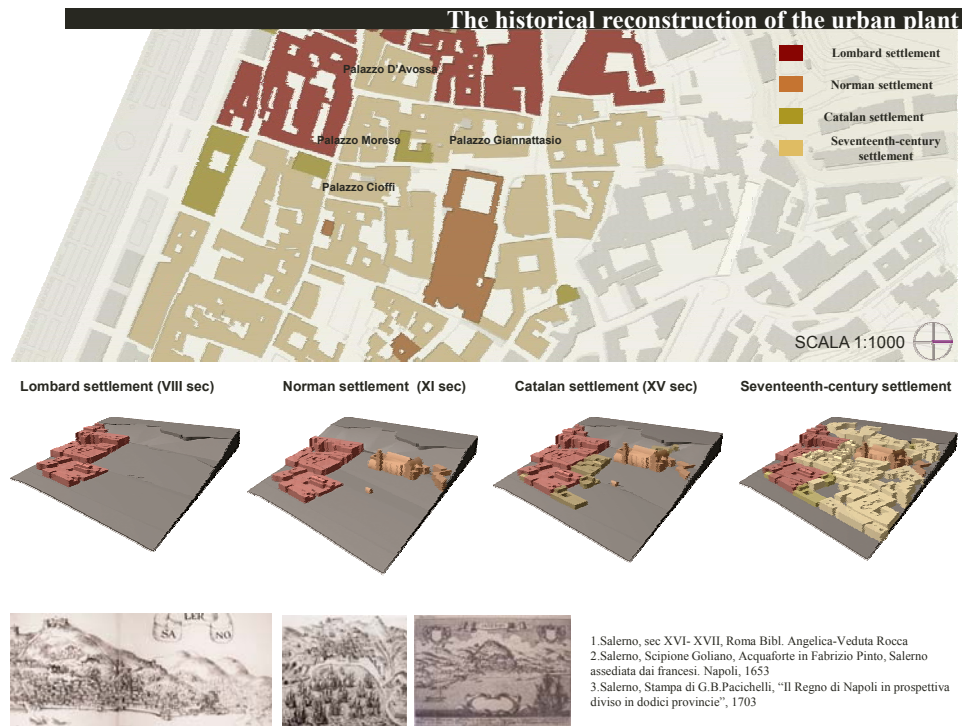 The historical reconstruction of the urban plant
Lombard settlement
Norman settlement
Catalan settlement
Seventeenth-century
settlement
Palazzo D'Avossa
Palazzo Morese
Palazzo Giannattasio
Palazzo Cioffi
SCALA 1:1000
Lombard settlement (VIII sec)
Norman settlement (XI sec)
Catalan settlement (XV sec)
Seventeenth-century settlement
SA LER NO
1.Salerno, sec XVI- XVII, Roma Bibl. Angelica-Veduta Rocca
2.Salerno, Scipione Goliano, Acquaforte in Fabrizio Pinto, Salerno
assediata dai francesi. Napoli, 1653
3.Salerno, Stampa di G.B.Pacichelli, “Il Regno di Napoli in prospettiva
diviso in dodici provincie”, 1703